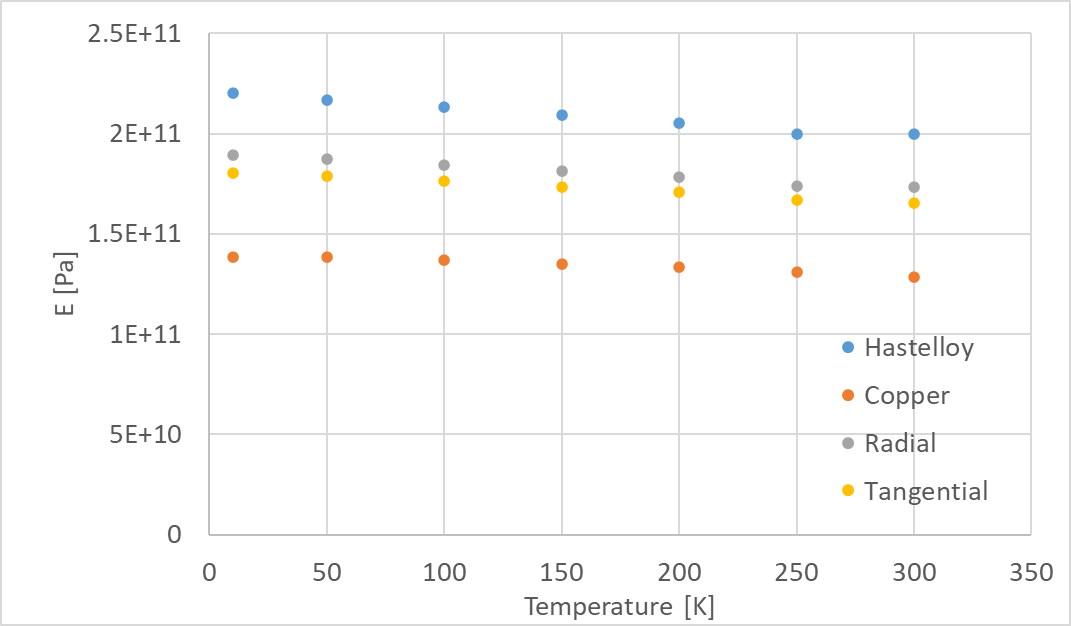 2.5E+11
2E+11
1.5E+11
1E+11
5E+10
0
E [Pa]
Hastelloy
Copper
Radial
Tangential
0 50 100 150 200 250 300 350
Temperature [K]